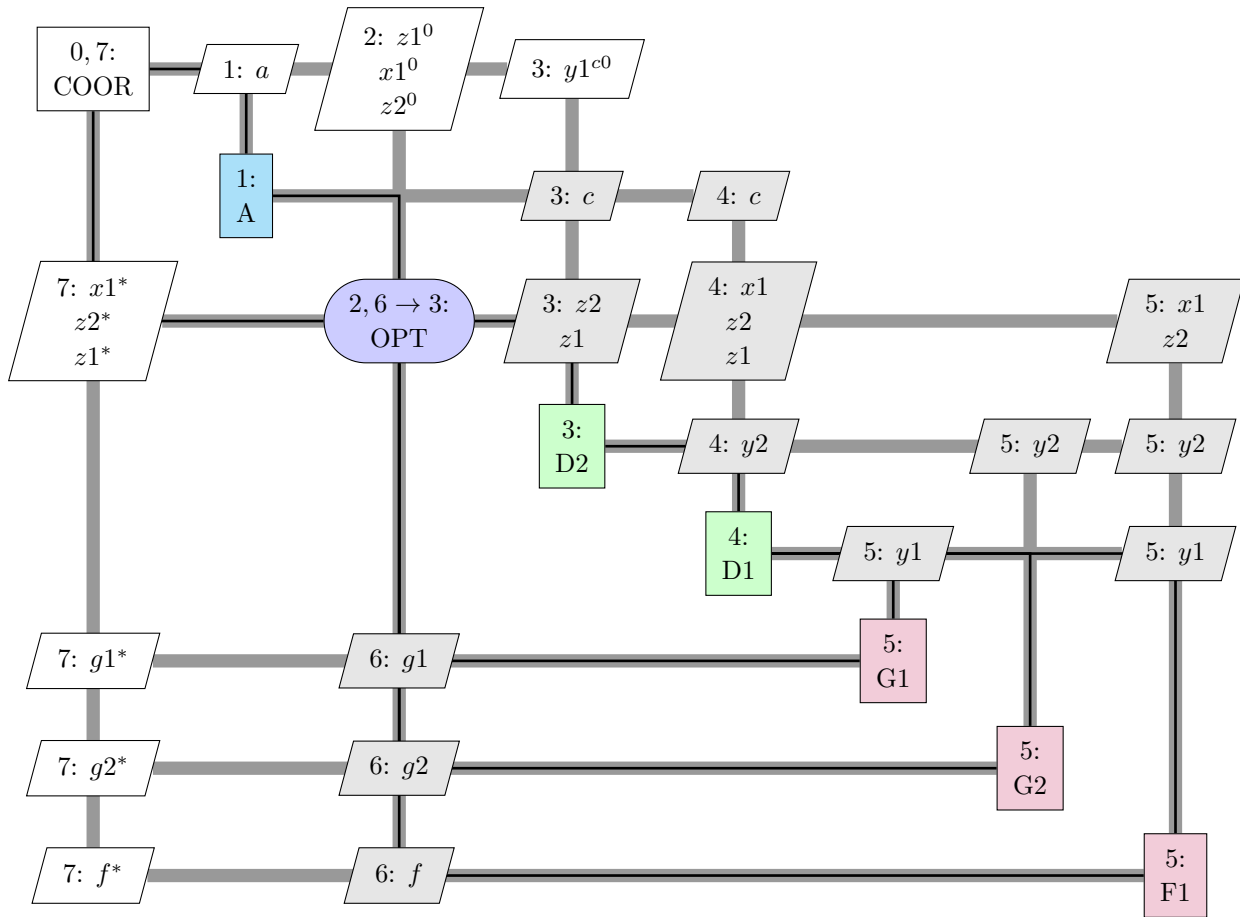 0, 7:
COOR
1: a
2: z1^0
x1^0
z2^0
3: y1^{c0}
1:
A
3: c
4: c
7: x1*
z2*
z1*
2, 6 → 3:
OPT
3: z2
z1
4: x1
z2
z1
5: x1
z2
3:
D2
4: y2
5: y2
5: y2
4:
D1
5: y1
5: y1
7: g1*
6: g1
5:
G1
7: g2*
6: g2
5:
G2
7: f*
6: f
5:
F1